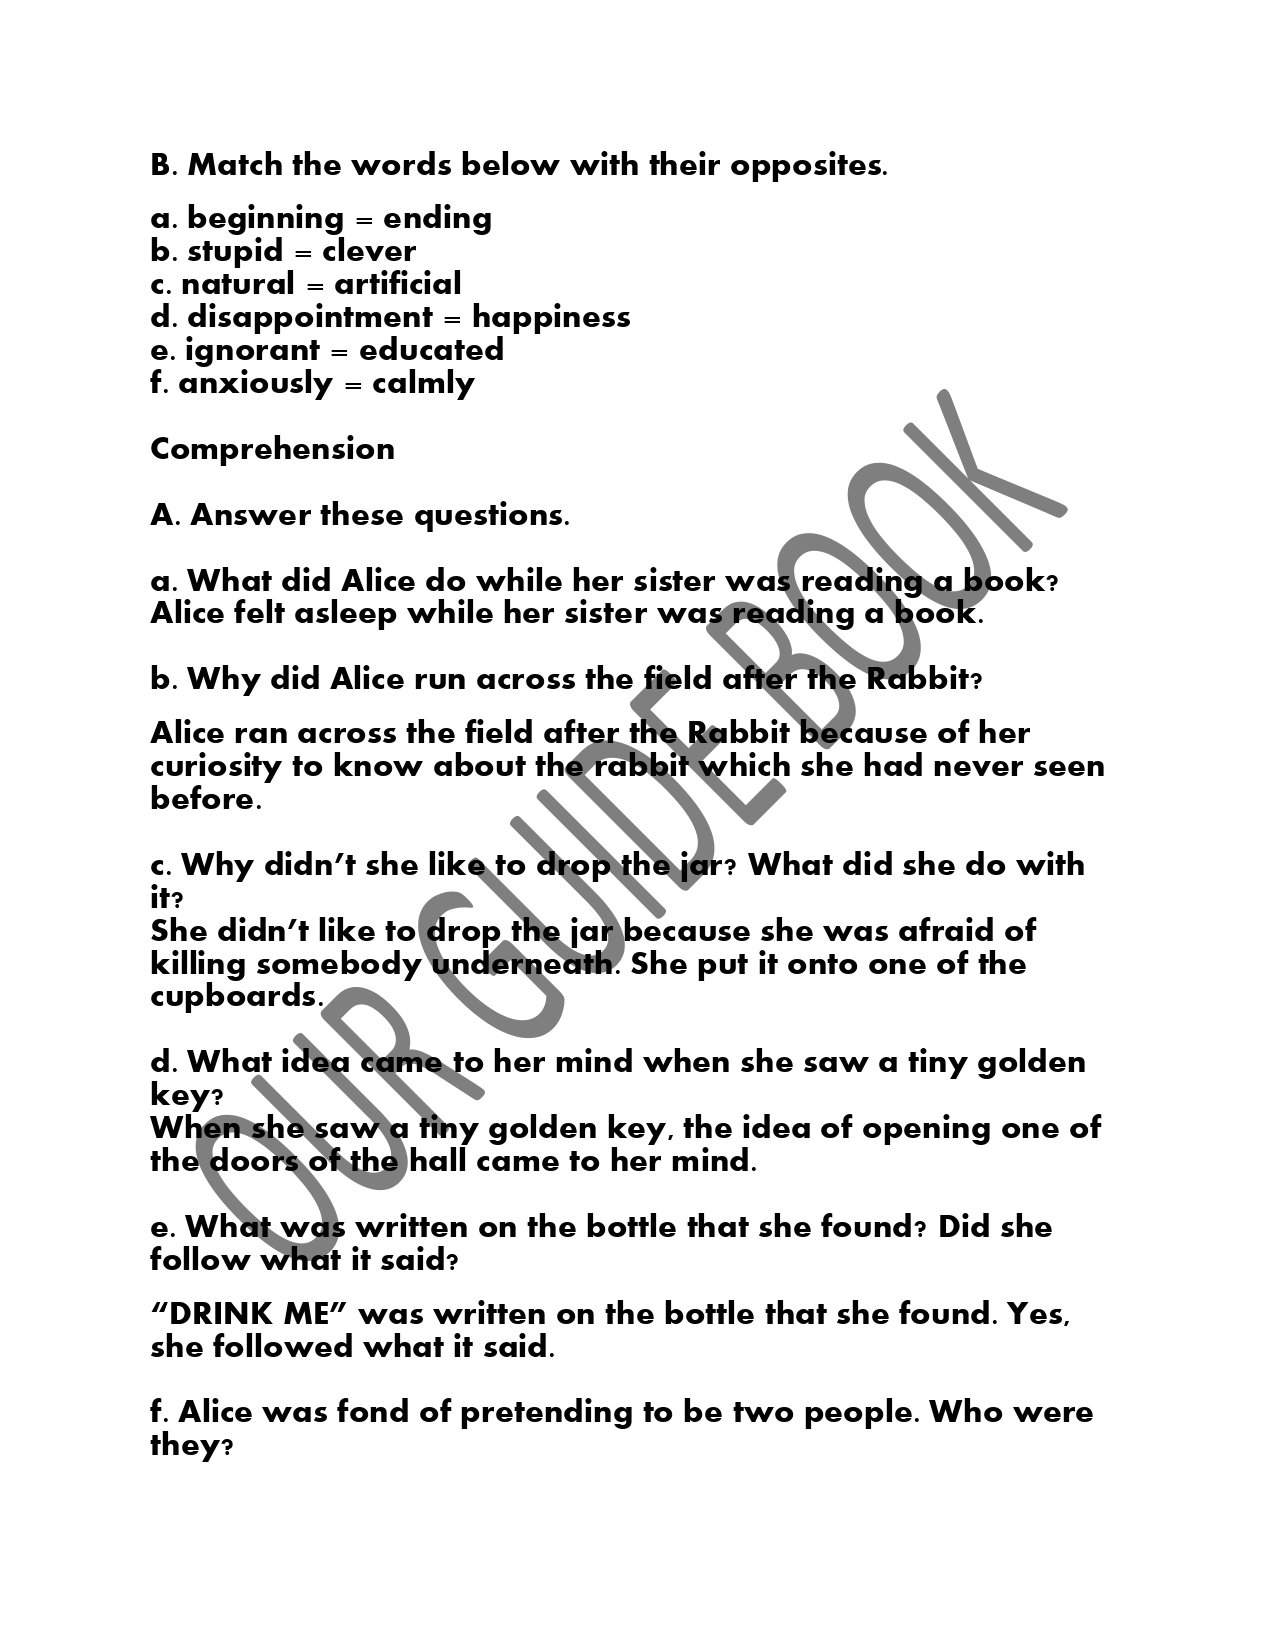 B. Match the words below with their opposites.
a. beginning = ending
b. stupid = clever
c. natural = artificial
d. disappointment = happiness
e. ignorant = educated
f. anxiously = calmly
Comprehension
A. Answer these questions.
a. What did Alice do while her sister was reading a book?
Alice felt asleep while her sister was reading a book.
b. Why did Alice run across the field after the Rabbit?
Alice ran across the field after the Rabbit because of her
curiosity to know about the rabbit which she had never seen
before.
c. Why didn’t she like to drop the jar? What did she do with
it?
She didn’t like to drop the jar because she was afraid of
killing somebody underneath. She put it onto one of the
cupboards.
d. What idea came to her mind when she saw a tiny golden
key?
When she saw a tiny golden key, the idea of opening one of
the doors of the hall came to her mind.
e. What was written on the bottle that she found? Did she
follow what it said?
“DRINK ME” was written on the bottle that she found. Yes,
she followed what it said.
f. Alice was fond of pretending to be two people. Who were
they?
OUR GUIDE BOOK